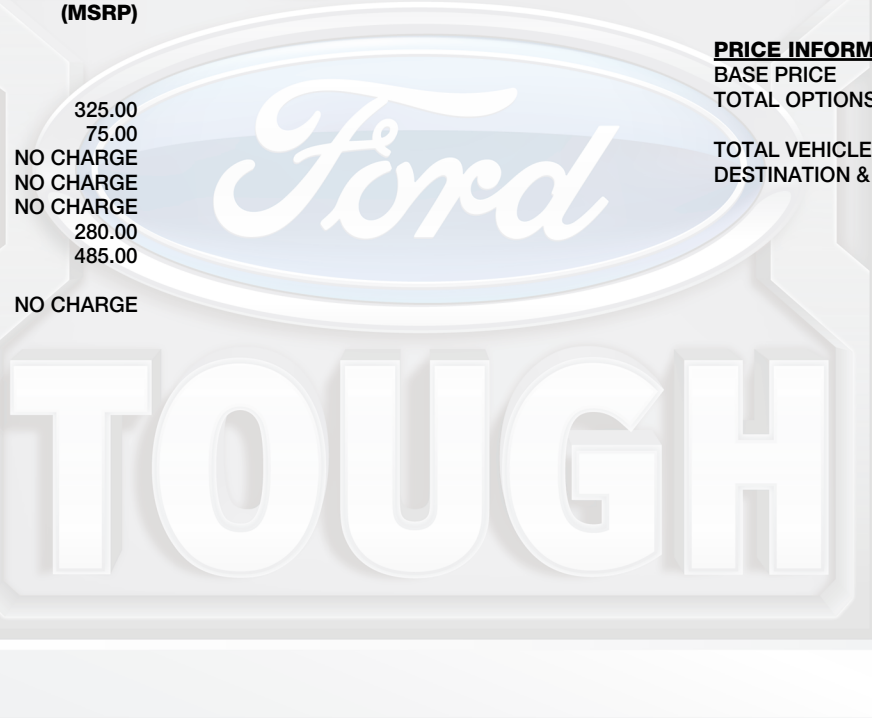 (MSRP)
325.00
75.00
NO CHARGE
NO CHARGE
NO CHARGE
280.00
485.00
NO CHARGE
PRICE INFORM
BASE PRICE
TOTAL OPTIONS
TOTAL VEHICLE
DESTINATION &
Ford
TOUGH